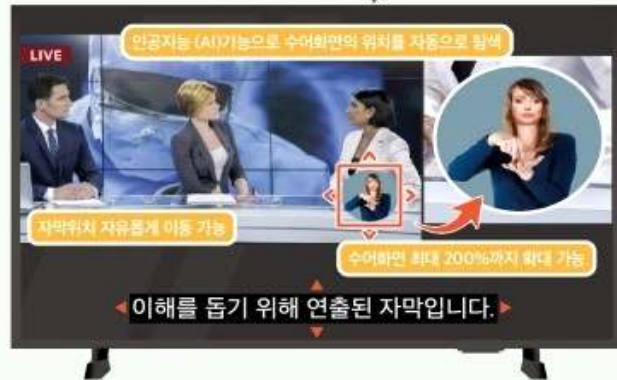 인공지능 (AI)기능으로 수어화면의 위치를 자동으로 탐색
LIVE
자막위치 자유롭게 이동 가능
수어화면 최대 200%까지 확대 가능
이해를 돕기 위해 연출된 자막입니다.